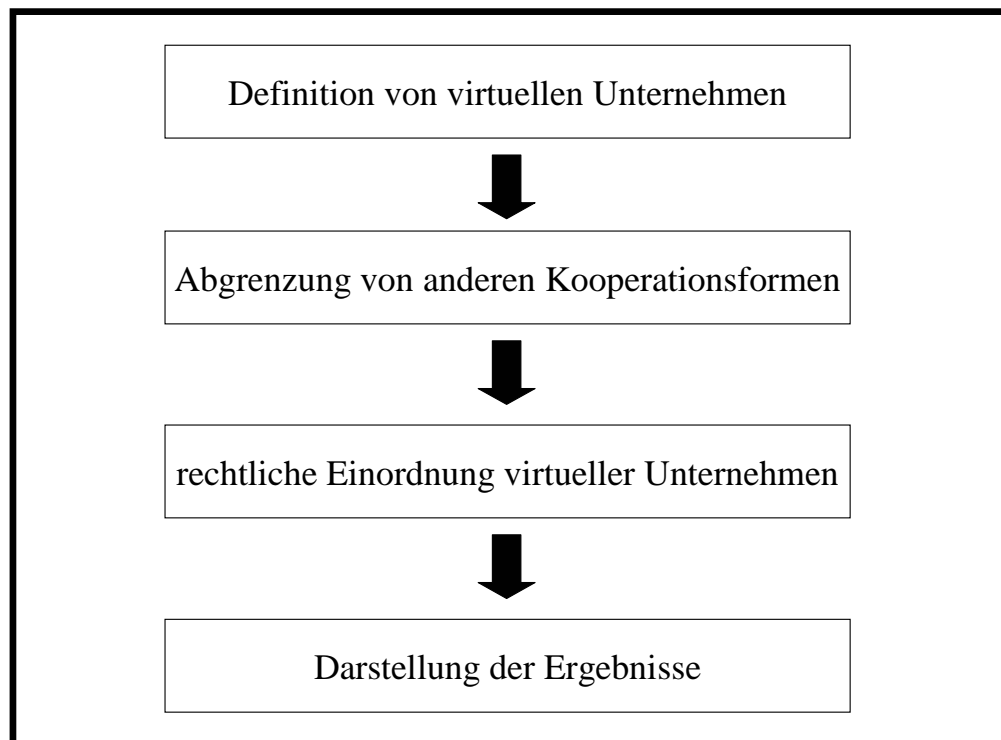 Definition von virtuellen Unternehmen
Abgrenzung von anderen Kooperationsformen
rechtliche Einordnung virtueller Unternehmen
Darstellung der Ergebnisse